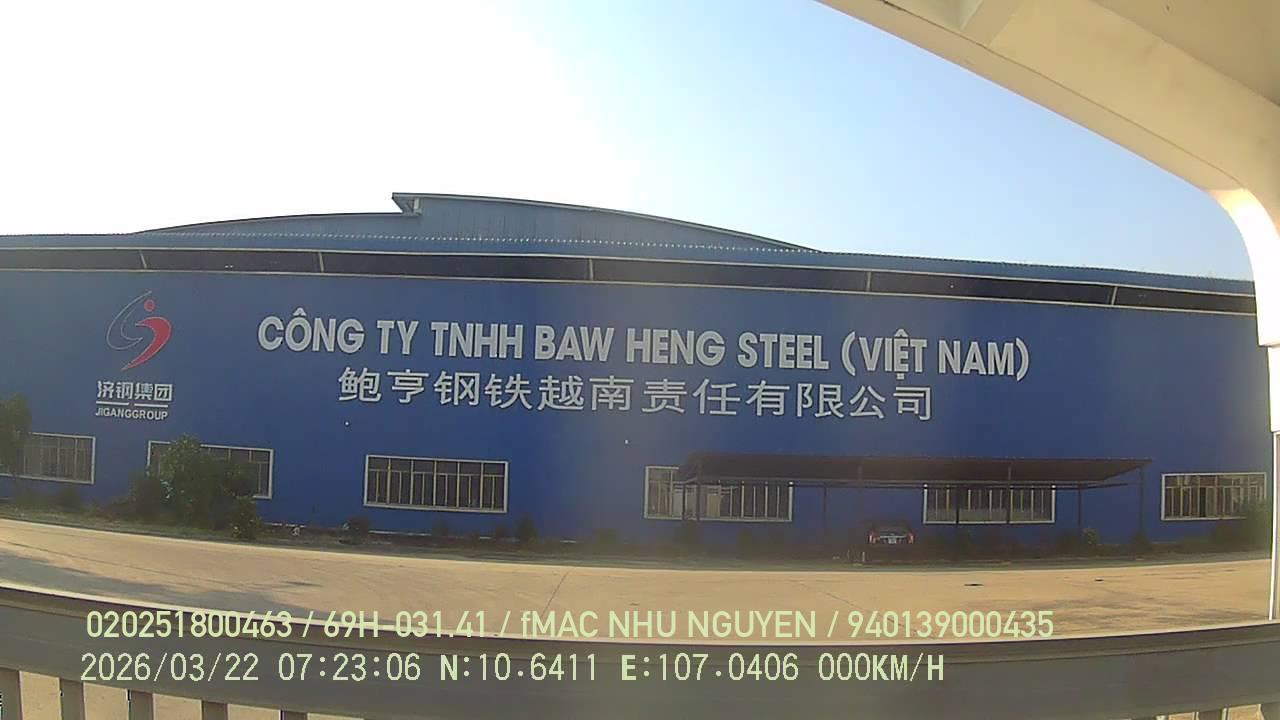 CÔNG TY TNHH BAW HENG STEEL (VIỆT NAM)
鲍亨钢铁越南责任有限公司
济钢集团
JIGANGGROUP
020251800463 / 69H-031.41 / fMAC NHU NGUYEN / 940139000435
2026/03/22 07:23:06 N:10.6411 E:107.0406 000KM/H